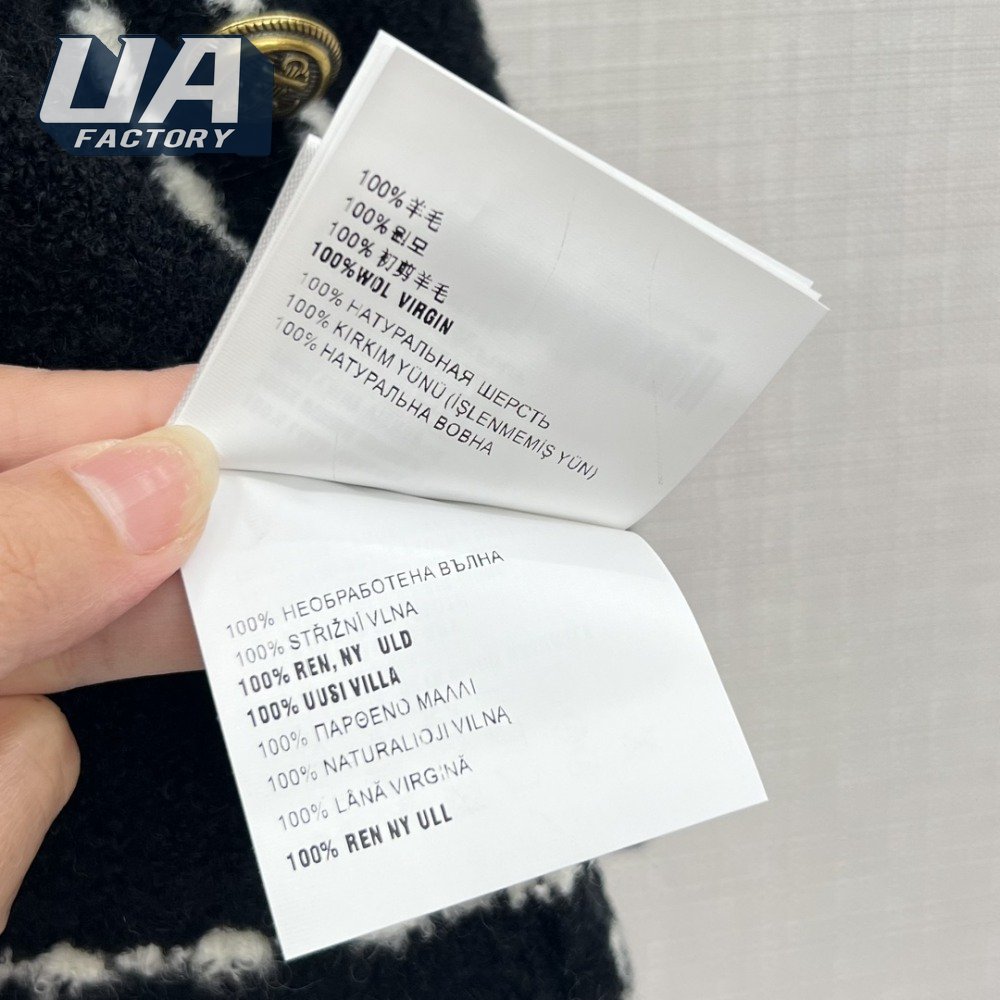 UA
FACTORY
100%羊毛
100%윈모
100%初剪羊毛
100%WOL VIRGIN
100% НАТУРАЛЬНАЯ ШЕРСТЬ
100% KIRKIM YÜNÜ (İŞLENMEMİŞ YÜN)
100% НАТУРАЛЬНА ВОВНА
100% НЕОБРАБОТЕНА ВЪЛНА
100% STŘIŽNÍ VLNA
100% REN, NY ULD
100% UUSI VILLA
100% ΠΑΡΘΕΝΟ ΜΑΛΛΙ
100% NATURALIOJI VILNA
100% LÂNĂ VIRGINĂ
100% REN NY ULL